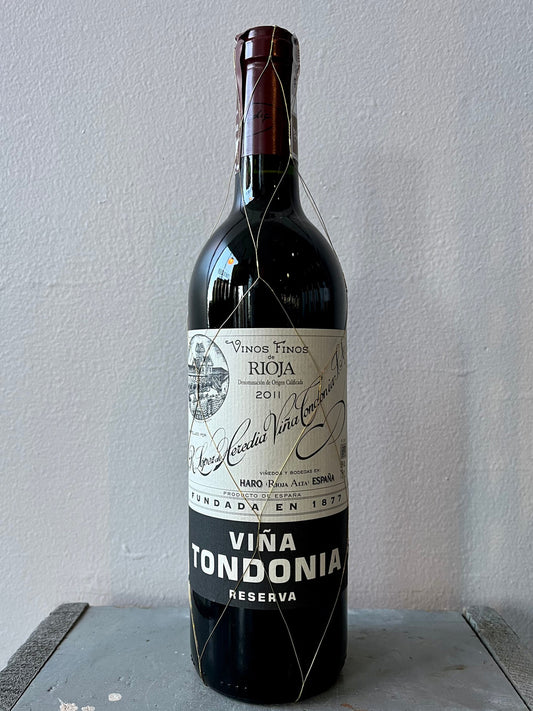 VINOS FINOS
de
RIOJA
Denominación de Origen Calificada
2011
R. López de Heredia Viña Tondonia, S.A.
VIÑEDOS Y BODEGAS EN
HARO (RIOJA ALTA) ESPAÑA
PRODUCTO DE ESPAÑA
FUNDADA EN 1877
VIÑA
TONDONIA
RESERVA